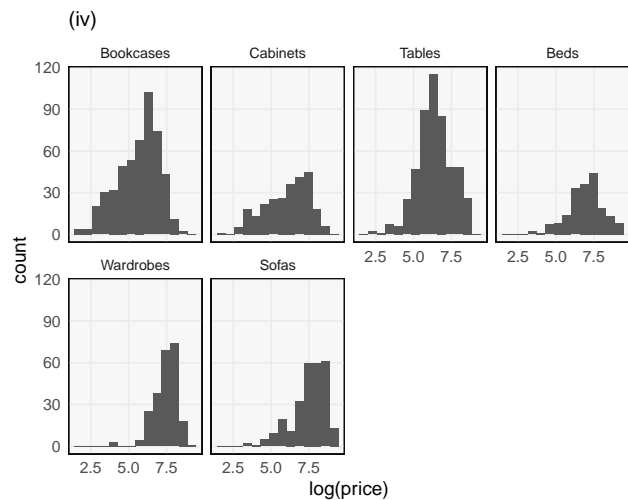 (iv)
Bookcases Cabinets Tables Beds
120
90
60
30
0
2.5 5.0 7.5 2.5 5.0 7.5
count
Wardrobes Sofas
120
90
60
30
0
2.5 5.0 7.5 2.5 5.0 7.5
log(price)